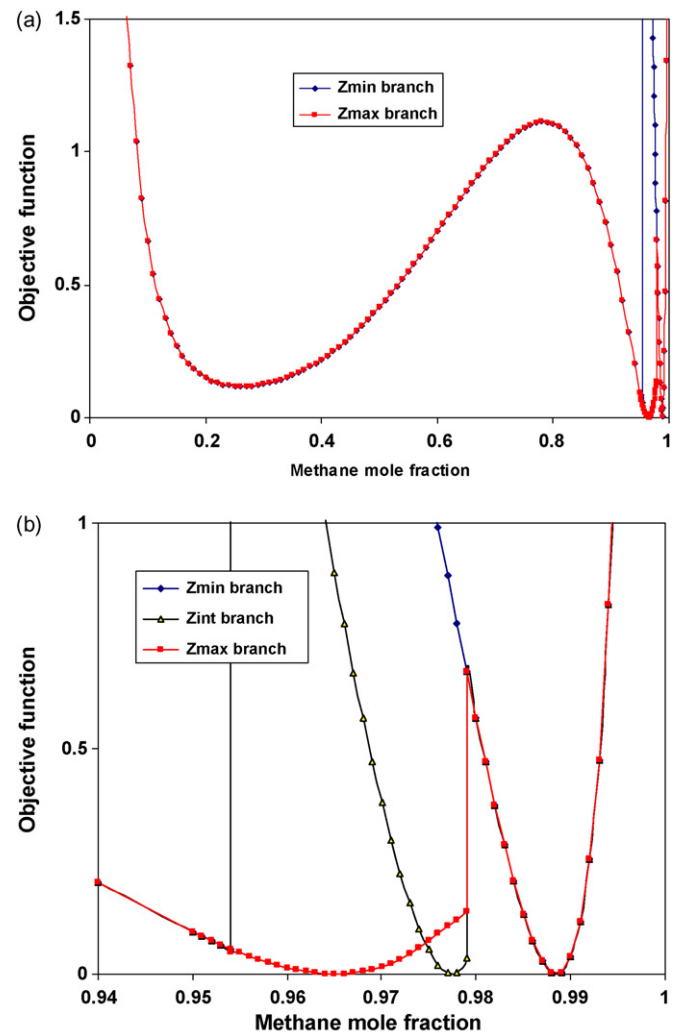 (a)
1.5
1
0.5
0
Objective function
Zmin branch
Zmax branch
0 0.2 0.4 0.6 0.8 1
Methane mole fraction
(b)
1
0.5
0
Objective function
Zmin branch
Zint branch
Zmax branch
0.94 0.95 0.96 0.97 0.98 0.99 1
Methane mole fraction